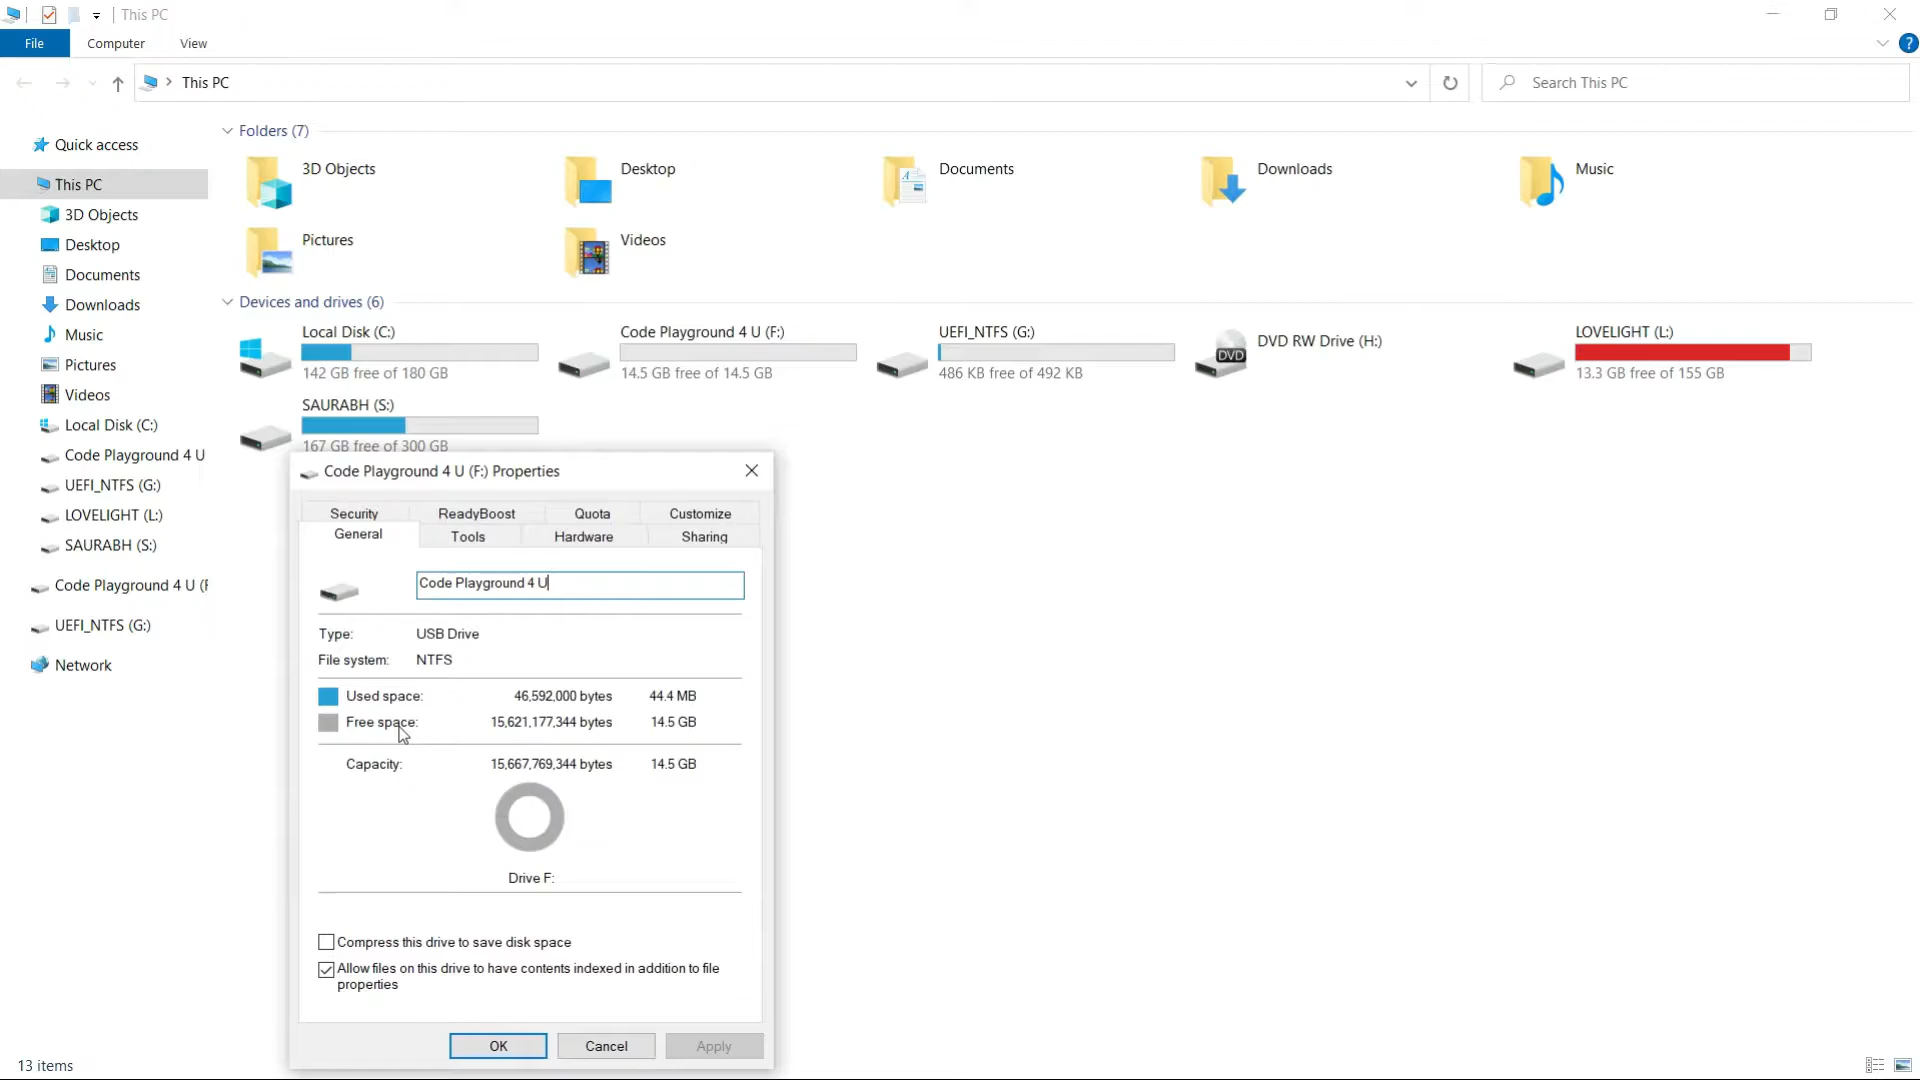 This PC
File
Computer
View
This PC
Search This PC
Quick access
This PC
3D Objects
Desktop
Documents
Downloads
Music
Pictures
Videos
Local Disk (C:)
Code Playground 4 U
UEFI_NTFS (G:)
LOVELIGHT (L:)
SAURABH (S:)
Code Playground 4 U (F
UEFI_NTFS (G:)
Network
Folders (7)
3D Objects
Desktop
Documents
Downloads
Music
Pictures
Videos
Devices and drives (6)
Local Disk (C:)
142 GB free of 180 GB
Code Playground 4 U (F:)
14.5 GB free of 14.5 GB
UEFI_NTFS (G:)
486 KB free of 492 KB
DVD
DVD RW Drive (H:)
LOVELIGHT (L:)
13.3 GB free of 155 GB
SAURABH (S:)
167 GB free of 300 GB
Code Playground 4 U (F:) Properties
Security
ReadyBoost
Quota
Customize
General
Tools
Hardware
Sharing
Code Playground 4 U
Type: USB Drive
File system: NTFS
Used space: 46,592,000 bytes 44.4 MB
Free space: 15,621,177,344 bytes 14.5 GB
Capacity: 15,667,769,344 bytes 14.5 GB
Drive F:
Compress this drive to save disk space
Allow files on this drive to have contents indexed in addition to file
properties
OK
Cancel
Apply
13 items